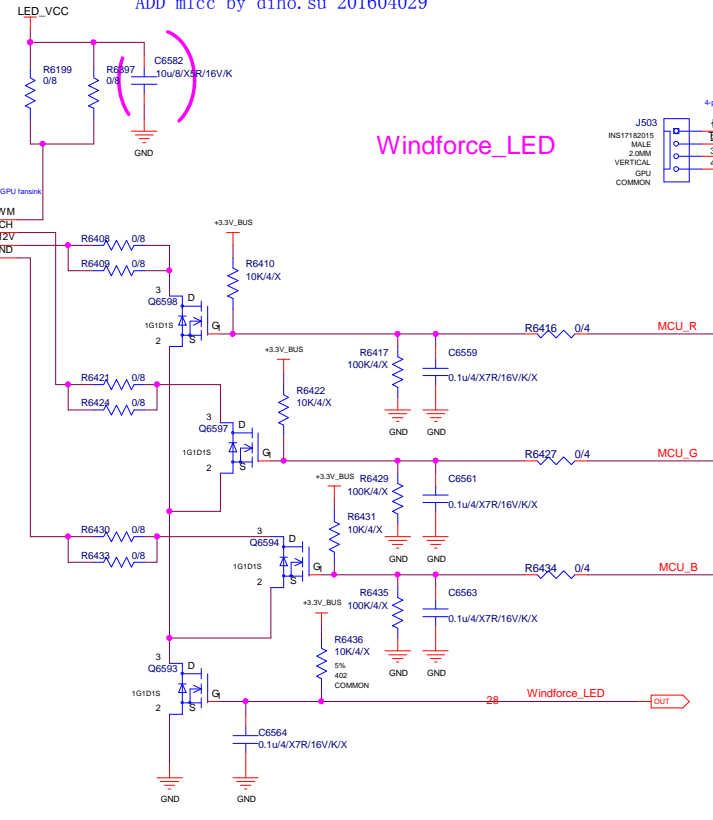 ADD mlcc by dino.su 201604029
LED_VCC
R6199
0/8
R6397
0/8
C6582
10u/8/X5R/16V/K
GND
Windforce_LED
J503
INS17182015
MALE
2.0MM
VERTICAL
GPU
COMMON
GPU fansink
WM
CH
12V
ND
R6408 0/8
R6409 0/8
3
Q6598
D
1G1D1S
G
1
2
S
+3.3V_BUS
R6410
10K/4/X
R6416 0/4
MCU_R
R6417
100K/4/X
C6559
0.1u/4/X7R/16V/K/X
GND
GND
R6421 0/8
R6424 0/8
3
Q6597
D
1G1D1S
G
1
2
S
+3.3V_BUS
R6422
10K/4/X
R6427 0/4
MCU_G
R6429
100K/4/X
C6561
0.1u/4/X7R/16V/K/X
GND
GND
R6430 0/8
R6433 0/8
3
Q6594
D
1G1D1S
G
1
2
S
+3.3V_BUS
R6431
10K/4/X
R6434 0/4
MCU_B
R6435
100K/4/X
C6563
0.1u/4/X7R/16V/K/X
GND
GND
3
Q6593
D
1G1D1S
G
1
2
S
+3.3V_BUS
R6436
10K/4/X
5%
402
COMMON
28
Windforce_LED
OUT
C6564
0.1u/4/X7R/16V/K/X
GND
GND